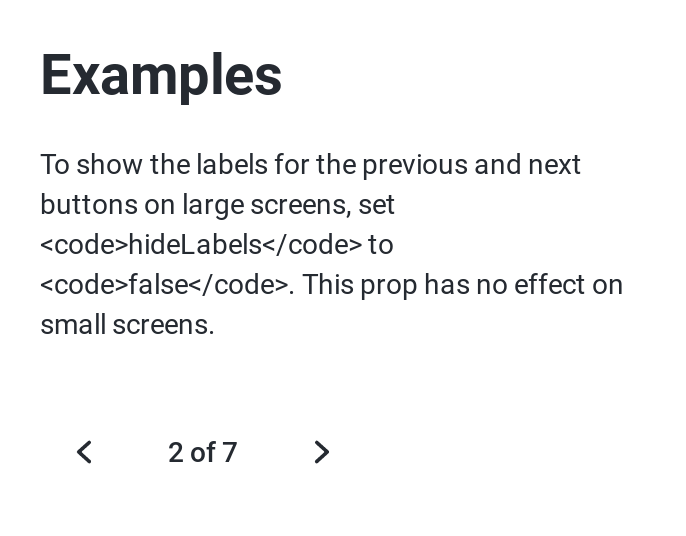 Examples
To show the labels for the previous and next
buttons on large screens, set
<code>hideLabels</code> to
<code>false</code>. This prop has no effect on
small screens.
2 of 7